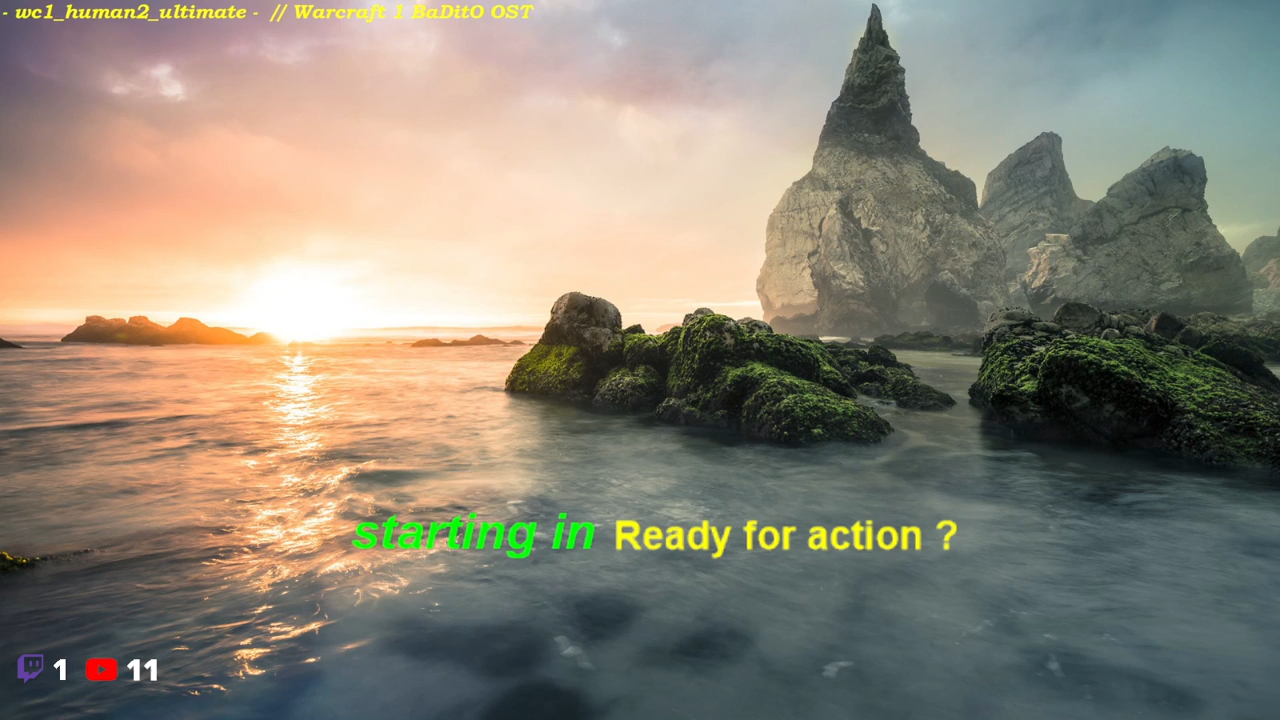 - wc1_human2_ultimate -  // Warcraft 1 BaDitO OST
starting in Ready for action ?
1 11